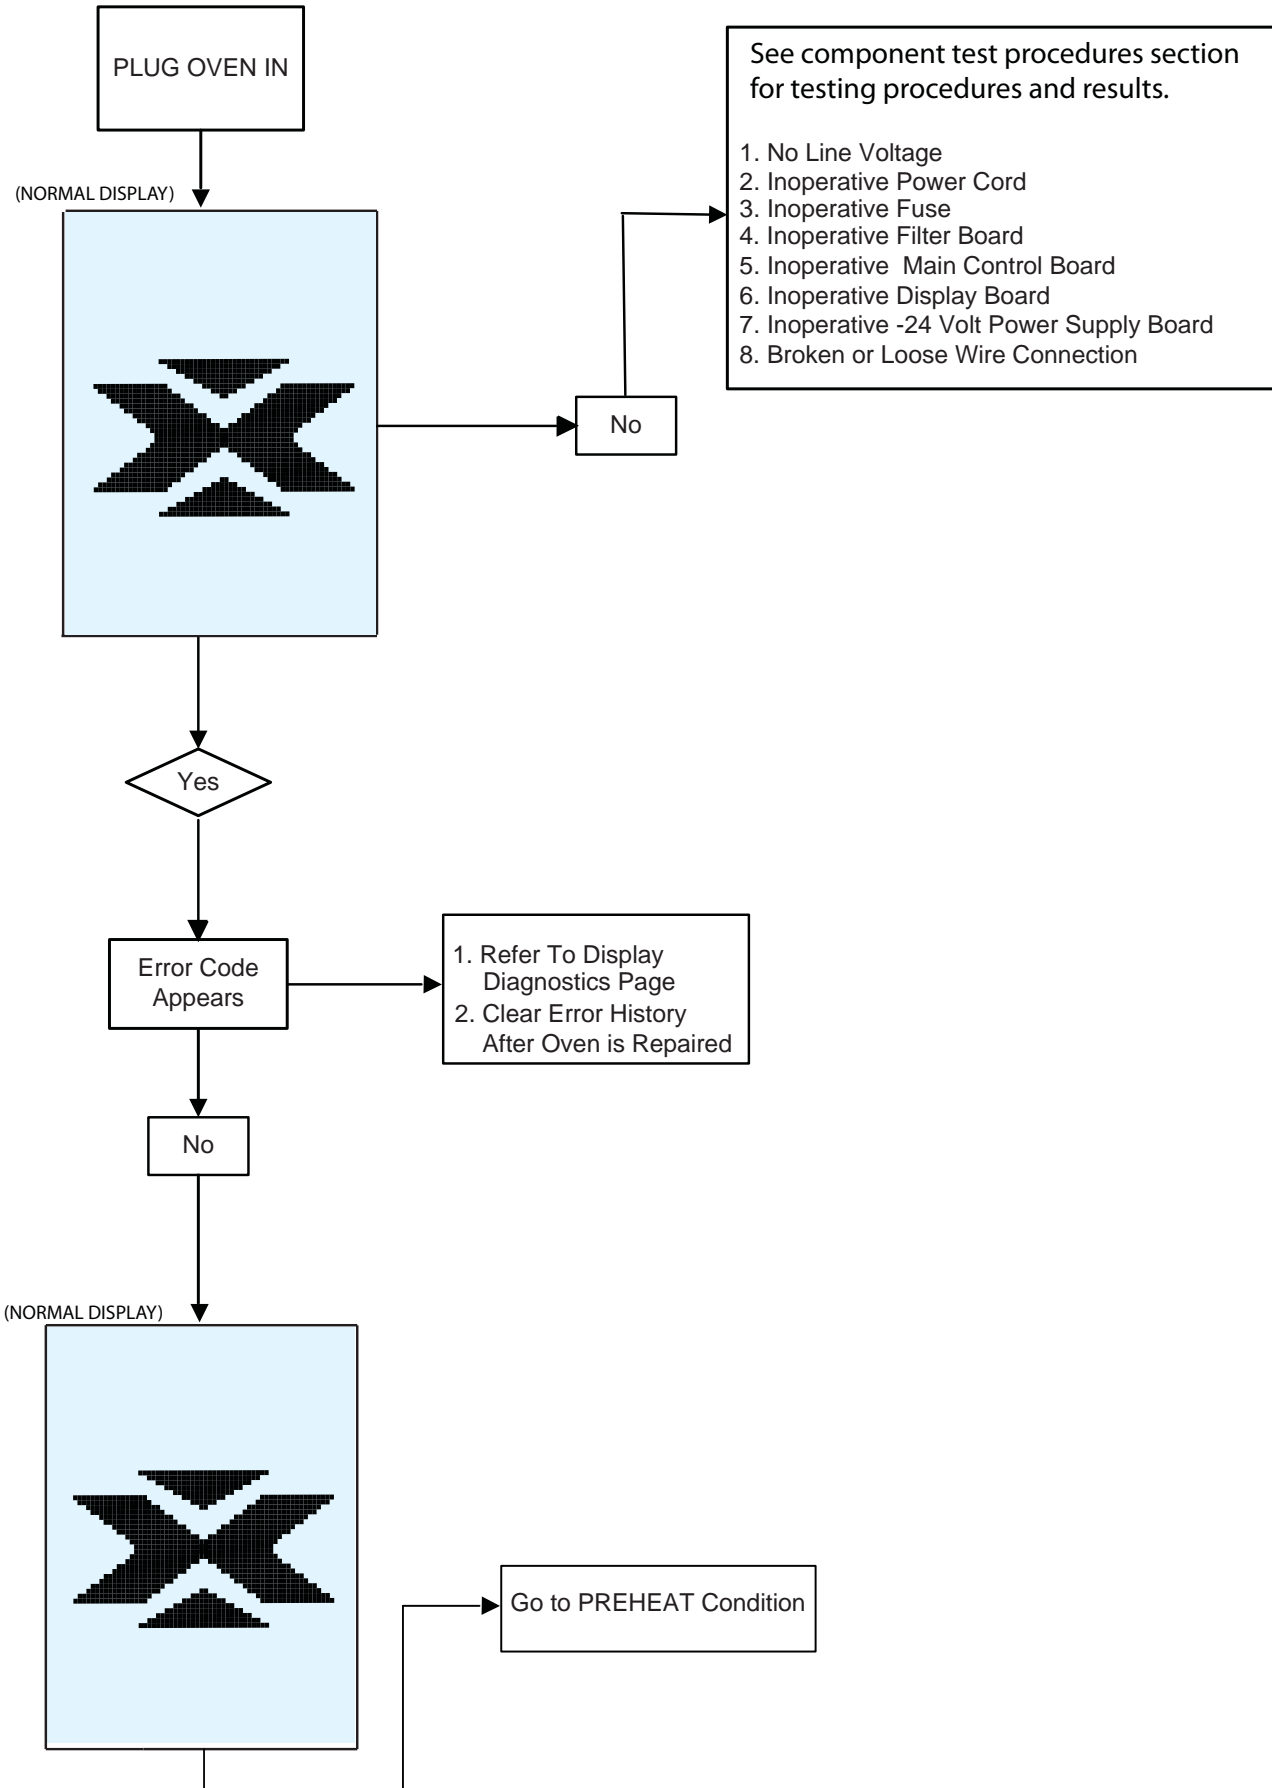 PLUG OVEN IN
See component test procedures section
for testing procedures and results.
1. No Line Voltage
2. Inoperative Power Cord
3. Inoperative Fuse
4. Inoperative Filter Board
5. Inoperative  Main Control Board
6. Inoperative Display Board
7. Inoperative -24 Volt Power Supply Board
8. Broken or Loose Wire Connection
(NORMAL DISPLAY)
No
Yes
Error Code
Appears
1. Refer To Display
Diagnostics Page
2. Clear Error History
After Oven is Repaired
No
(NORMAL DISPLAY)
Go to PREHEAT Condition